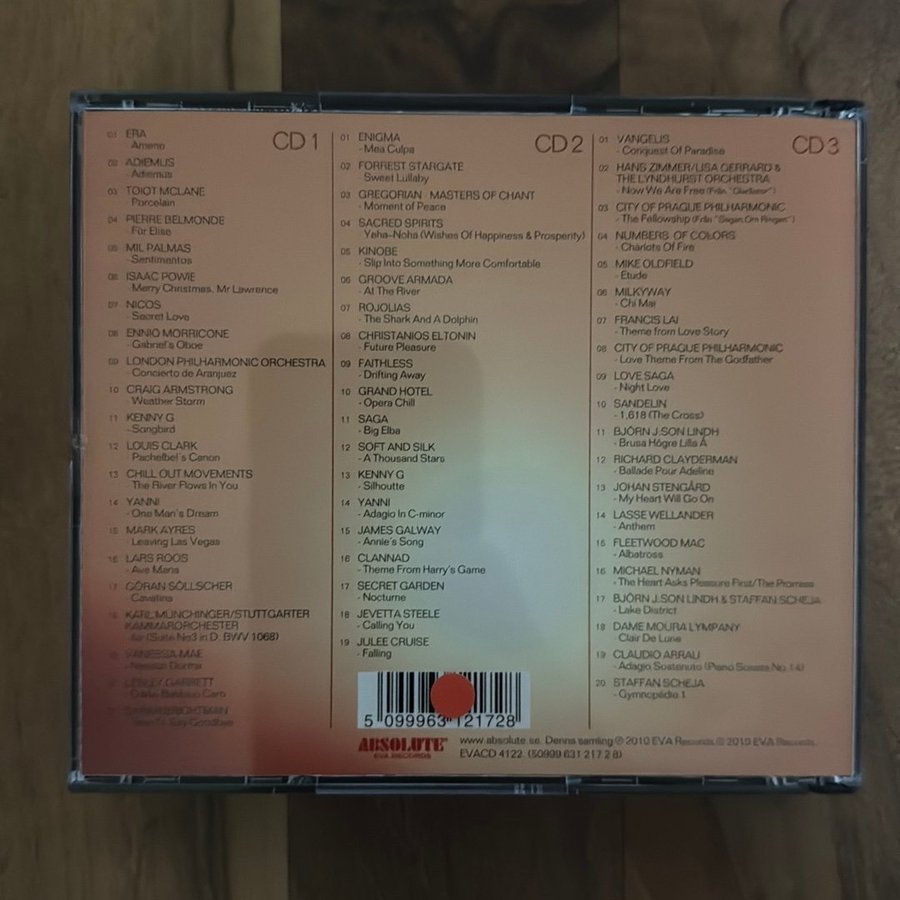 CD 1
01 ERA
- Ameno
02 ADIEMUS
- Adiemus
03 TOIOT MCLANE
- Porcelain
04 PIERRE BELMONDE
- Für Elise
05 MIL PALMAS
- Sentimentos
06 ISAAC POWIE
- Merry Christmas, Mr Lawrence
07 NICOS
- Secret Love
08 ENNIO MORRICONE
- Gabriel's Oboe
09 LONDON PHILHARMONIC ORCHESTRA
- Concierto de Aranjuez
10 CRAIG ARMSTRONG
- Weather Storm
11 KENNY G
- Songbird
12 LOUIS CLARK
- Pachelbel's Canon
13 CHILL OUT MOVEMENTS
- The River Flows In You
14 YANNI
- One Man's Dream
15 MARK AYRES
- Leaving Las Vegas
16 LARS ROOS
- Ave Maria
17 GÖRAN SÖLLSCHER
- Cavatina
18 KARL MÜNCHINGER/STUTTGARTER
KAMMARORCHESTER
(Suite No3 in D, BWV 1068)
VANESSA MAE
- Nessun Dorma
LESLEY GARRETT
CD 2
01 ENIGMA
- Mea Culpa
02 FORREST STARGATE
- Sweet Lullaby
03 GREGORIAN - MASTERS OF CHANT
- Moment of Peace
04 SACRED SPIRITS
- Yeha-Noha (Wishes Of Happiness & Prosperity)
05 KINOBE
- Slip Into Something More Comfortable
06 GROOVE ARMADA
- At The River
07 ROJOLIAS
- The Shark And A Dolphin
08 CHRISTANIOS ELTONIN
- Future Pleasure
09 FAITHLESS
- Drifting Away
10 GRAND HOTEL
- Opera Chill
11 SAGA
- Big Elba
12 SOFT AND SILK
- A Thousand Stars
13 KENNY G
- Silhoutte
14 YANNI
- Adagio In C-minor
15 JAMES GALWAY
- Annie's Song
16 CLANNAD
- Theme From Harry's Game
17 SECRET GARDEN
- Nocturne
18 JEVETTA STEELE
- Calling You
19 JULEE CRUISE
- Falling
CD 3
01 VANGELIS
- Conquest Of Paradise
02 HANS ZIMMER/LISA GERRARD &
THE LYNDHURST ORCHESTRA
- Now We Are Free (Från "Gladiator")
03 CITY OF PRAGUE PHILHARMONIC
- The Fellowship (Från "Sagan Om Ringen")
04 NUMBERS OF COLORS
- Chariots Of Fire
05 MIKE OLDFIELD
- Etude
06 MILKYWAY
- Chi Mai
07 FRANCIS LAI
- Theme from Love Story
08 CITY OF PRAGUE PHILHARMONIC
- Love Theme From The Godfather
09 LOVE SAGA
- Night Love
10 SANDELIN
- 1,618 (The Cross)
11 BJÖRN J:SON LINDH
- Brusa Högre Lilla Å
12 RICHARD CLAYDERMAN
- Ballade Pour Adeline
13 JOHAN STENGÅRD
- My Heart Will Go On
14 LASSE WELLANDER
- Anthem
15 FLEETWOOD MAC
- Albatross
16 MICHAEL NYMAN
- The Heart Asks Pleasure First/The Promise
17 BJÖRN J:SON LINDH & STAFFAN SCHEJA
- Lake District
18 DAME MOURA LYMPANY
- Clair De Lune
19 CLAUDIO ARRAU
- Adagio Sostenuto (Piano Sonata No. 14)
20 STAFFAN SCHEJA
- Gymnopédie 1
5 099963 121728
ABSOLUTE
EVA RECORDS
www.absolute.se. Denna samling ℗ 2010 EVA Records © 2010 EVA Records.
EVACD 4122 (50999 631 217 2 8)